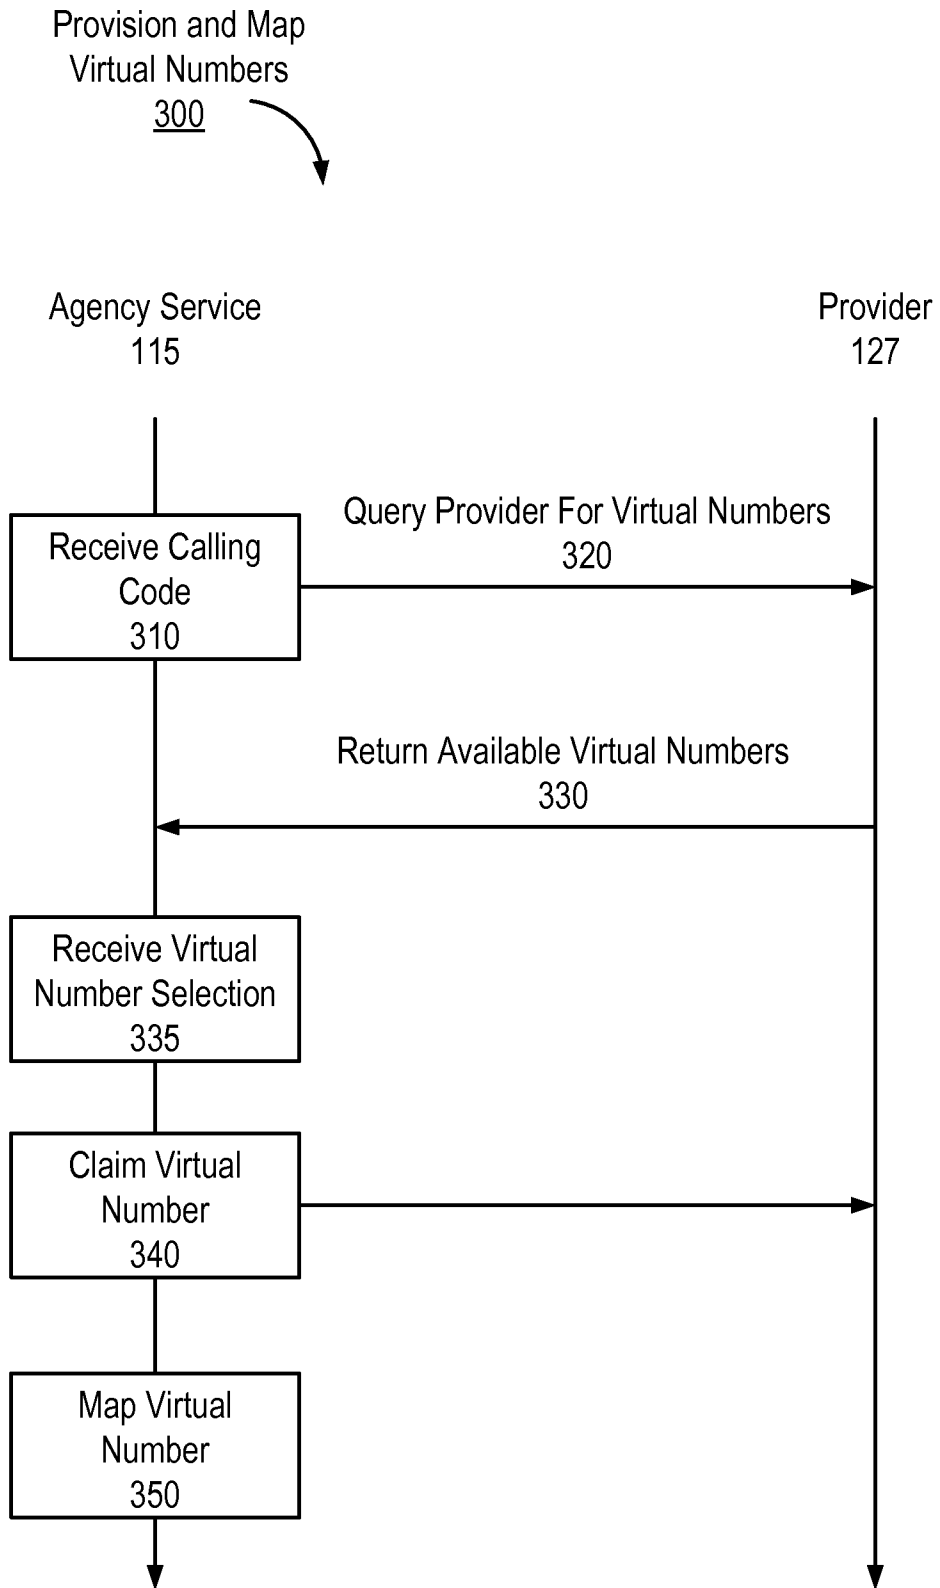 Provision and Map
Virtual Numbers
300
Agency Service
115
Provider
127
Query Provider For Virtual Numbers
320
Receive Calling
Code
310
Return Available Virtual Numbers
330
Receive Virtual
Number Selection
335
Claim Virtual
Number
340
Map Virtual
Number
350